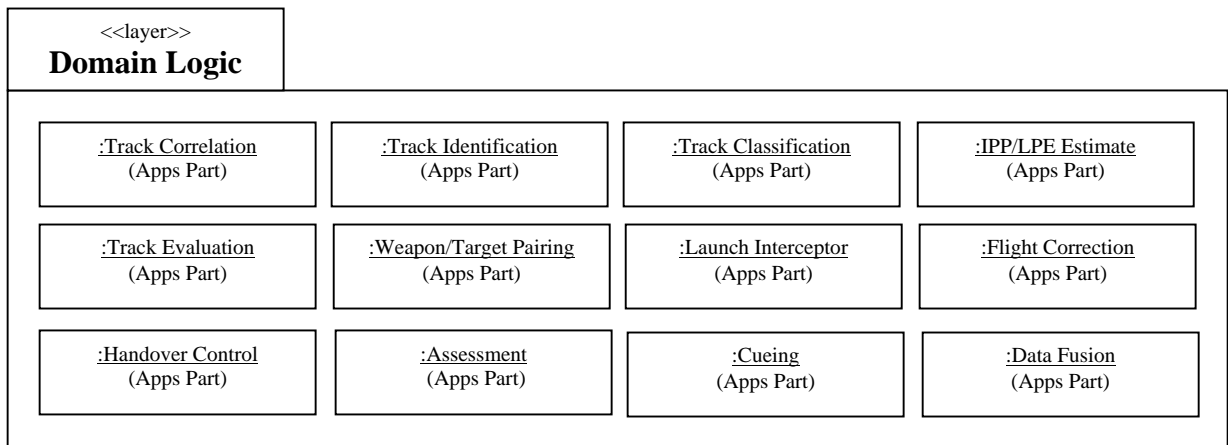 <<layer>>
Domain Logic
:Track Correlation
(Apps Part)
:Track Identification
(Apps Part)
:Track Classification
(Apps Part)
:IPP/LPE Estimate
(Apps Part)
:Track Evaluation
(Apps Part)
:Weapon/Target Pairing
(Apps Part)
:Launch Interceptor
(Apps Part)
:Flight Correction
(Apps Part)
:Handover Control
(Apps Part)
:Assessment
(Apps Part)
:Cueing
(Apps Part)
:Data Fusion
(Apps Part)